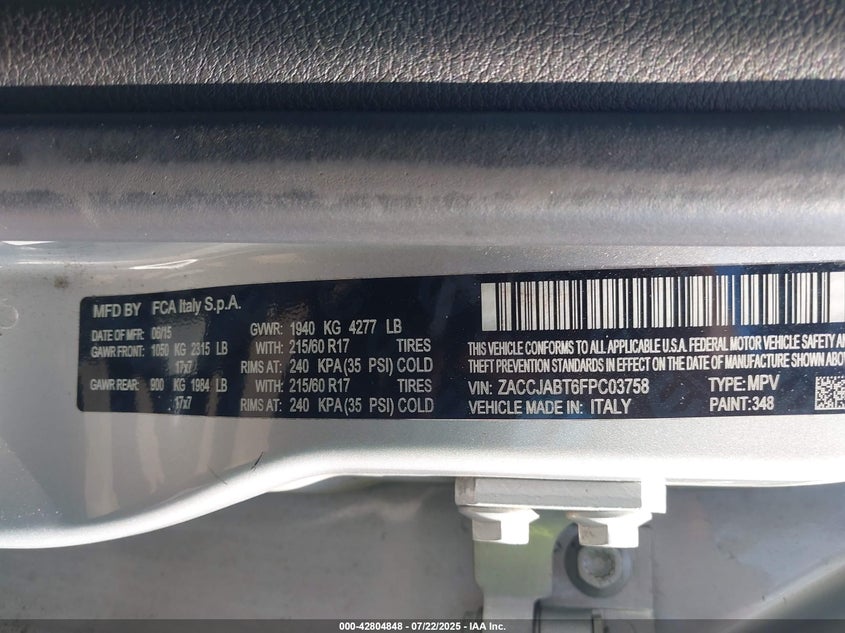 MFD BY FCA Italy S.p.A.
DATE OF MFR: 06/15 GVWR: 1940 KG 4277 LB
GAWR FRONT: 1050 KG 2315 LB WITH: 215/60 R17 TIRES
17x7 RIMS AT: 240 KPA (35 PSI) COLD
GAWR REAR: 900 KG 1984 LB WITH: 215/60 R17 TIRES
17x7 RIMS AT: 240 KPA (35 PSI) COLD
THIS VEHICLE CONFORMS TO ALL APPLICABLE U.S.A. FEDERAL MOTOR VEHICLE SAFETY AN
THEFT PREVENTION STANDARDS IN EFFECT ON THE DATE OF MANUFACTURE SHOWN ABOVE
VIN: ZACCJABT6FPC03758 TYPE: MPV
VEHICLE MADE IN: ITALY PAINT: 348
000-42804848 - 07/22/2025 - IAA Inc.